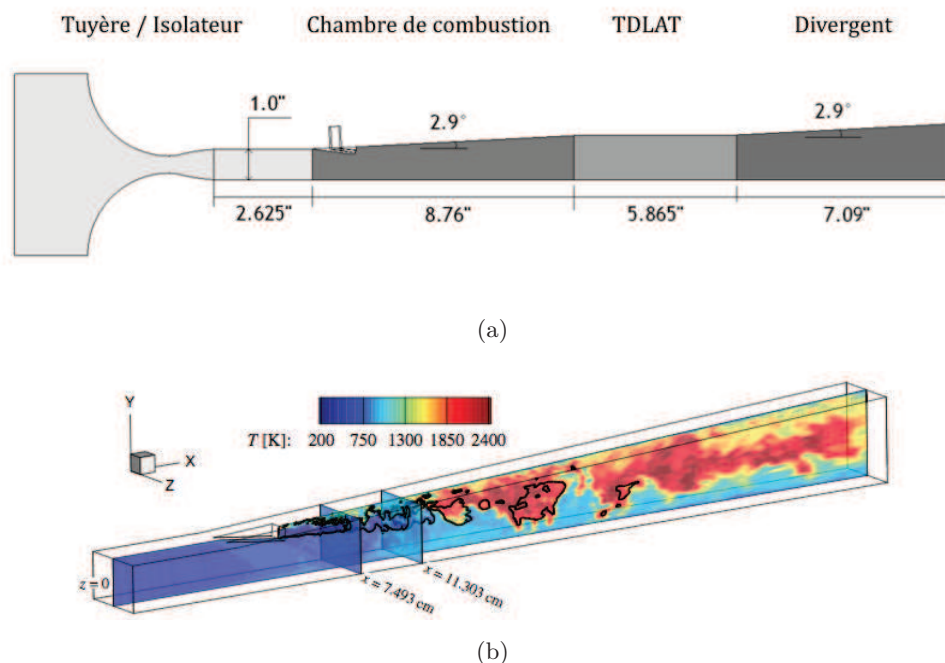 Tuyère / Isolateur Chambre de combustion TDLAT Divergent
1.0"
2.9°
2.9°
2.625" 8.76" 5.865" 7.09"
(a)
Y
X
Z
T [K]: 200 750 1300 1850 2400
z = 0
x = 7.493 cm
x = 11.303 cm
(b)